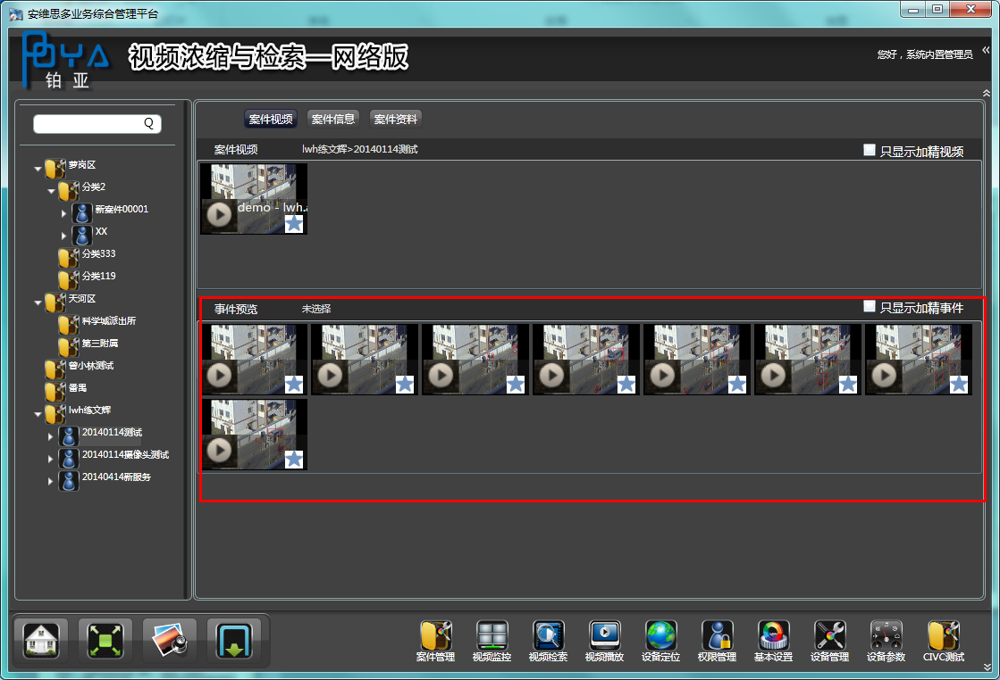 安维思多业务综合管理平台
POYA
铂 亚
视频浓缩与检索—网络版
您好，系统内置管理员
案件视频
案件信息
案件资料
案件视频
lwh练文辉>20140114测试
只显示加精视频
demo - lwh.a
萝岗区
分类2
新案件00001
XX
分类333
分类119
天河区
科学城派出所
第三附属
曾小林测试
番禺
lwh练文辉
20140114测试
20140114摄像头测试
20140414新服务
事件预览
未选择
只显示加精事件
案件管理
视频监控
视频检索
视频播放
设备定位
权限管理
基本设置
设备管理
设备参数
CIVC测试